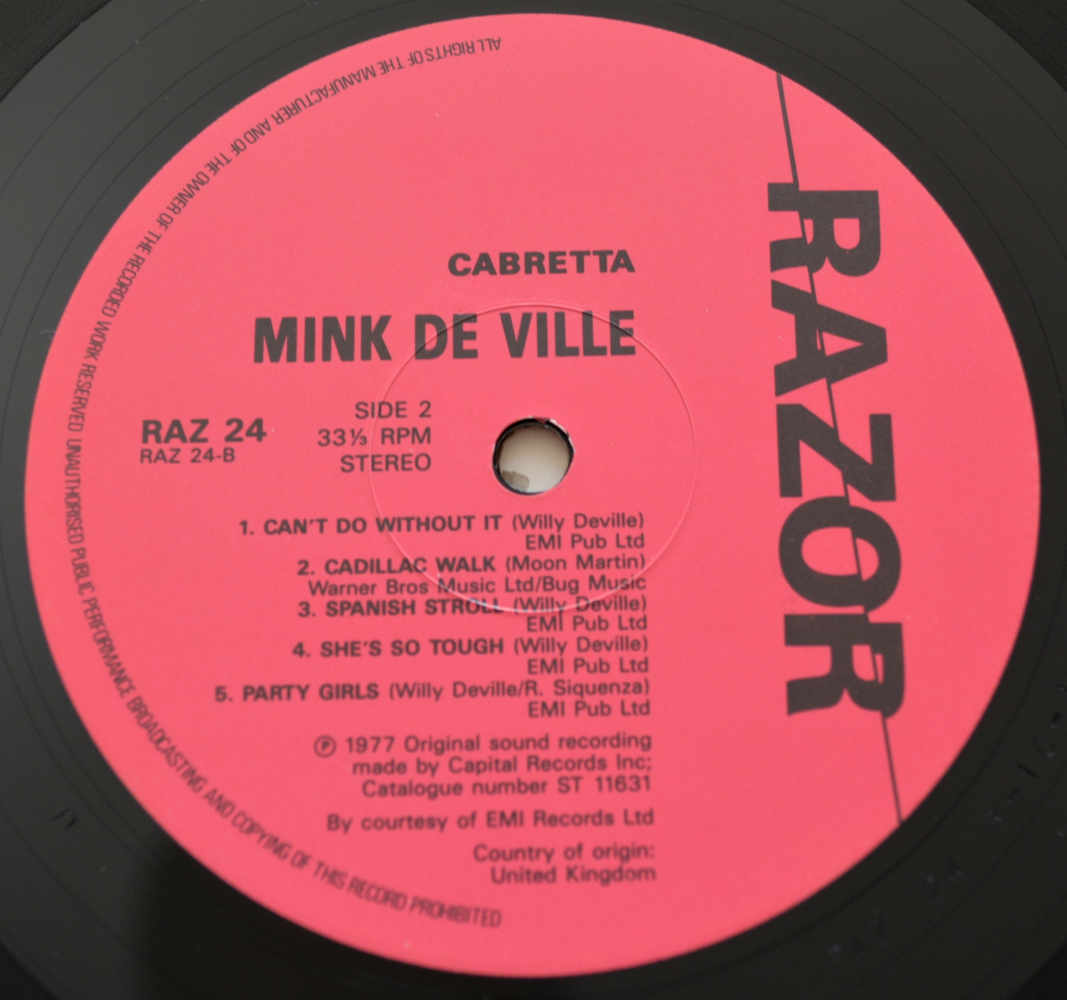 CABRETTA
MINK DE VILLE
SIDE 2
RAZ 24
33⅓ RPM
RAZ 24-B
STEREO
1. CAN'T DO WITHOUT IT (Willy Deville)
EMI Pub Ltd
2. CADILLAC WALK (Moon Martin)
Warner Bros Music Ltd/Bug Music
3. SPANISH STROLL (Willy Deville)
EMI Pub Ltd
4. SHE'S SO TOUGH (Willy Deville)
EMI Pub Ltd
5. PARTY GIRLS (Willy Deville/R. Siquenza)
EMI Pub Ltd
℗ 1977 Original sound recording
made by Capital Records Inc;
Catalogue number ST 11631
By courtesy of EMI Records Ltd
Country of origin:
United Kingdom
RAZOR
ALL RIGHTS OF THE MANUFACTURER AND OF THE OWNER OF THE RECORDED WORK RESERVED UNAUTHORISED PUBLIC PERFORMANCE BROADCASTING AND COPYING OF THIS RECORD PROHIBITED